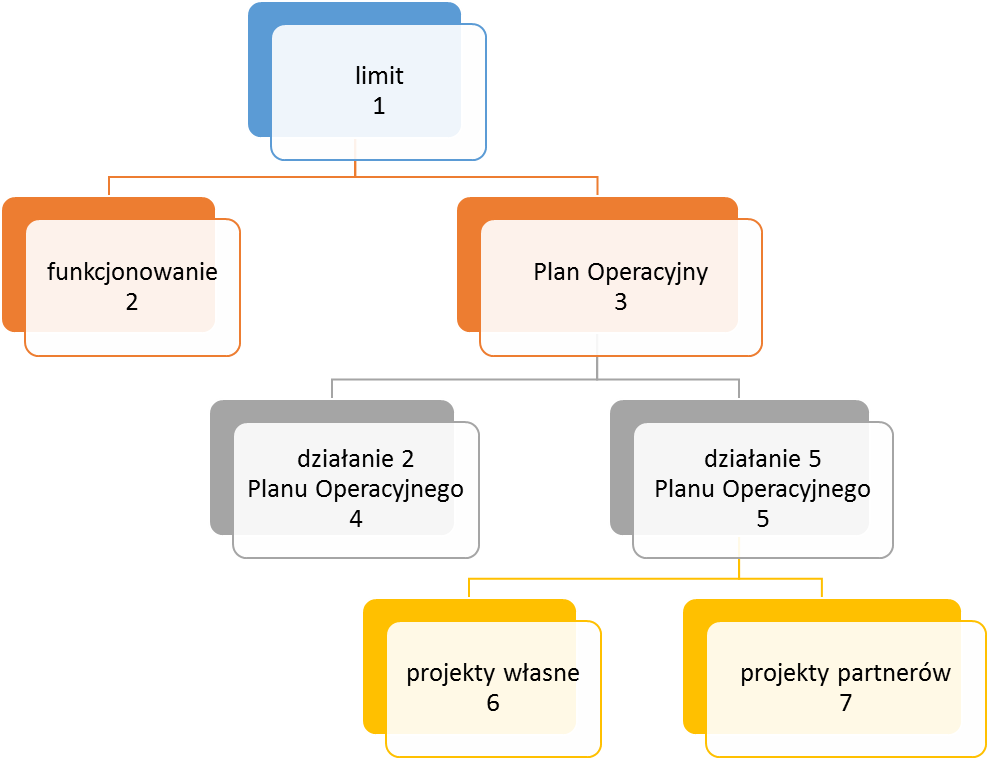 limit
1
funkcjonowanie
2
Plan Operacyjny
3
działanie 2
Planu Operacyjnego
4
działanie 5
Planu Operacyjnego
5
projekty własne
6
projekty partnerów
7